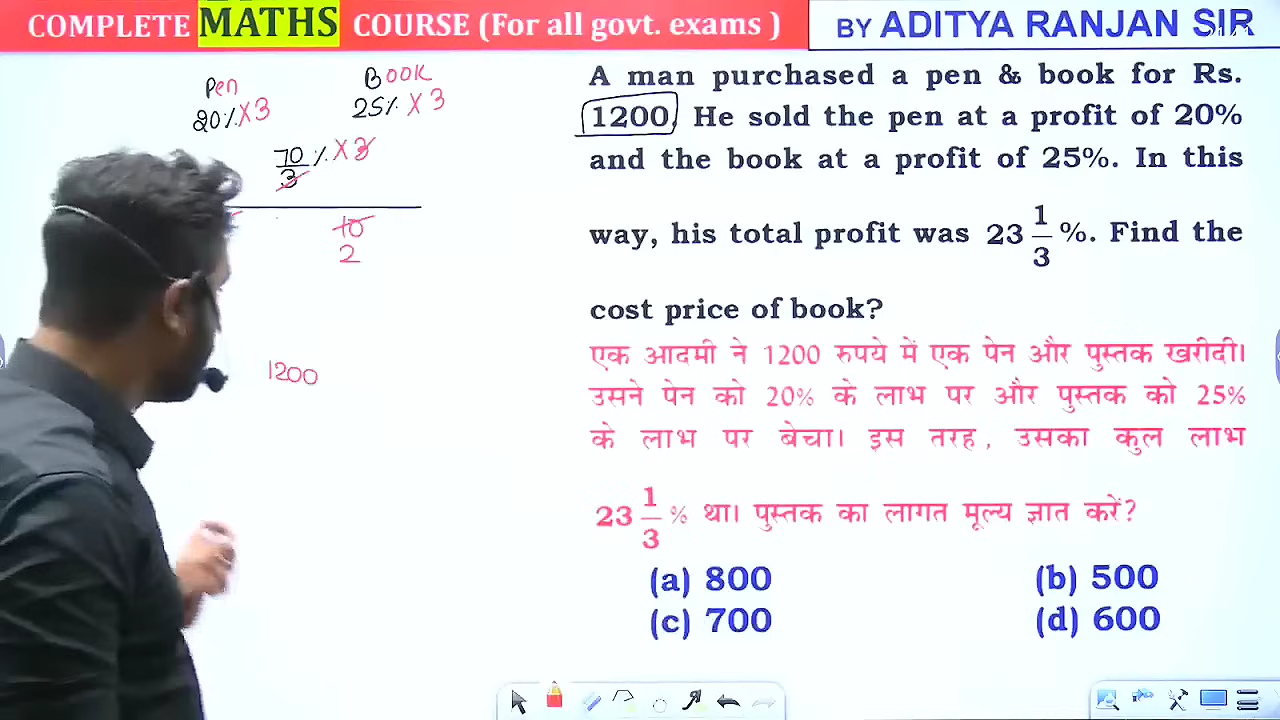 COMPLETE MATHS COURSE (For all govt. exams )
BY ADITYA RANJAN SIR
Pen Book
20% X3 25% X 3
70/3 % X 3
10
2
1200
A man purchased a pen & book for Rs.
1200. He sold the pen at a profit of 20%
and the book at a profit of 25%. In this
way, his total profit was 23 1/3 %. Find the
cost price of book?
एक आदमी ने 1200 रुपये में एक पेन और पुस्तक खरीदी।
उसने पेन को 20% के लाभ पर और पुस्तक को 25%
के लाभ पर बेचा। इस तरह, उसका कुल लाभ
23 1/3 % था। पुस्तक का लागत मूल्य ज्ञात करें?
(a) 800 (b) 500
(c) 700 (d) 600